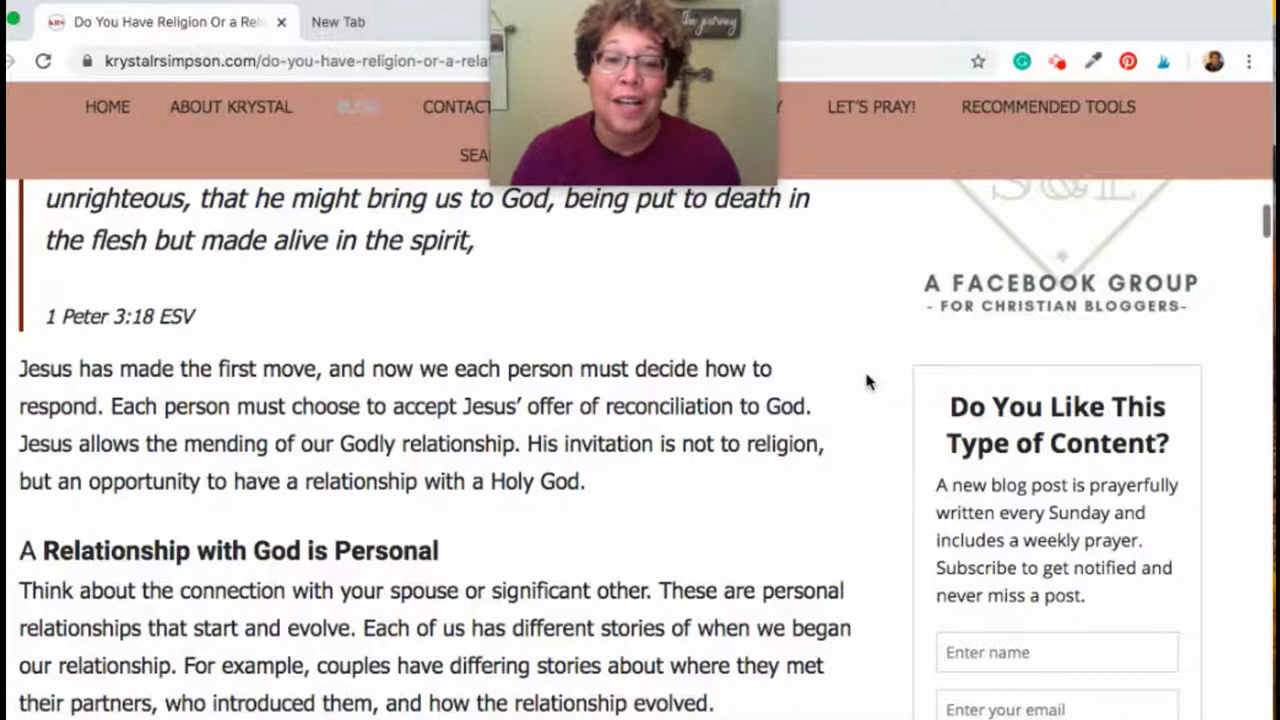 Do You Have Religion Or a Rel
New Tab
krystalrsimpson.com/do-you-have-religion-or-a-rela
the journey
HOME
ABOUT KRYSTAL
BLOG
CONTACT
LET'S PRAY!
RECOMMENDED TOOLS
unrighteous, that he might bring us to God, being put to death in
the flesh but made alive in the spirit,
1 Peter 3:18 ESV
Jesus has made the first move, and now we each person must decide how to
respond. Each person must choose to accept Jesus' offer of reconciliation to God.
Jesus allows the mending of our Godly relationship. His invitation is not to religion,
but an opportunity to have a relationship with a Holy God.
A Relationship with God is Personal
Think about the connection with your spouse or significant other. These are personal
relationships that start and evolve. Each of us has different stories of when we began
our relationship. For example, couples have differing stories about where they met
their partners, who introduced them, and how the relationship evolved.
A FACEBOOK GROUP
- FOR CHRISTIAN BLOGGERS-
Do You Like This
Type of Content?
A new blog post is prayerfully
written every Sunday and
includes a weekly prayer.
Subscribe to get notified and
never miss a post.
Enter name
Enter your email